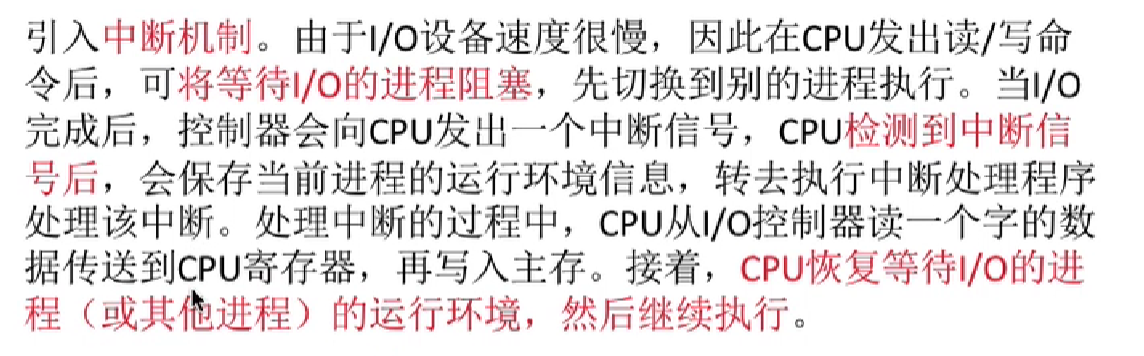 引入中断机制。由于I/O设备速度很慢，因此在CPU发出读/写命
令后，可将等待I/O的进程阻塞，先切换到别的进程执行。当I/O
完成后，控制器会向CPU发出一个中断信号，CPU检测到中断信
号后，会保存当前进程的运行环境信息，转去执行中断处理程序
处理该中断。处理中断的过程中，CPU从I/O控制器读一个字的数
据传送到CPU寄存器，再写入主存。接着，CPU恢复等待I/O的进
程（或其他进程）的运行环境，然后继续执行。